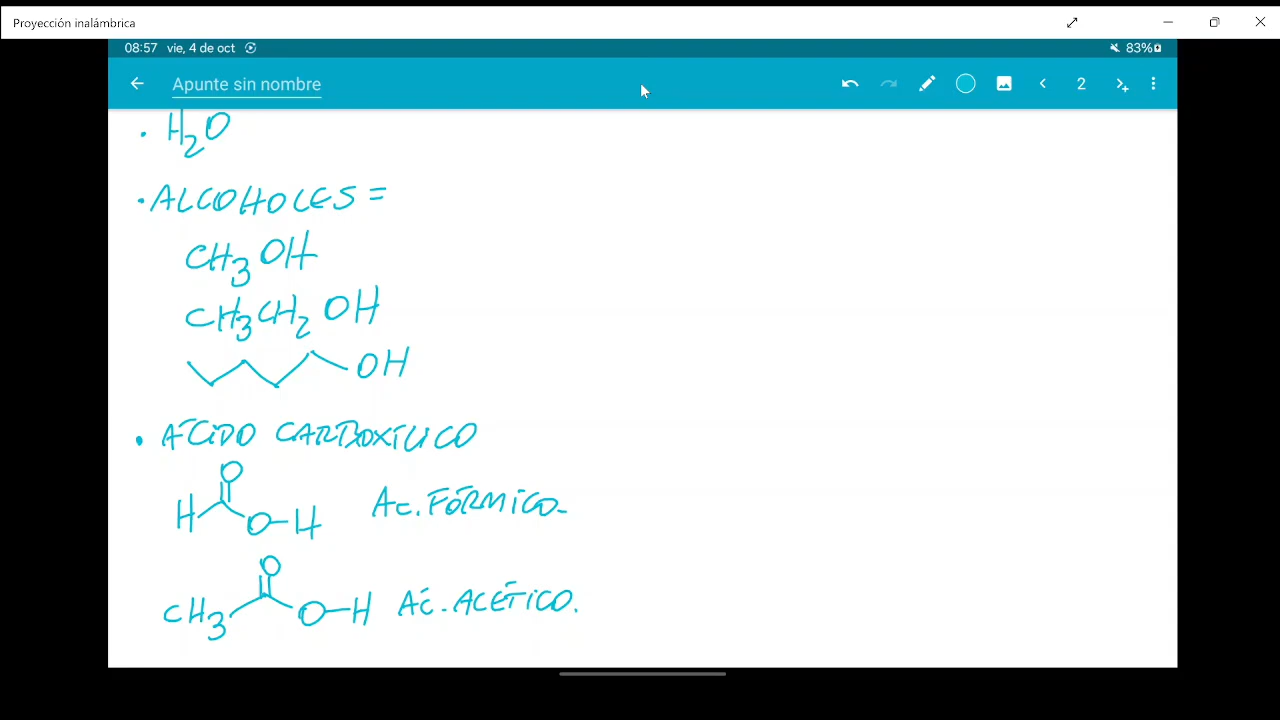 Proyección inalámbrica
08:57 vie, 4 de oct 83%
Apunte sin nombre 2
· H₂O
· ALCOHOLES =
CH₃OH
CH₃CH₂OH
OH
· ÁCIDO CARBOXÍLICO
O
H O-H Ac. FÓRMICO-
O
CH₃ O-H Ác. ACÉTICO.